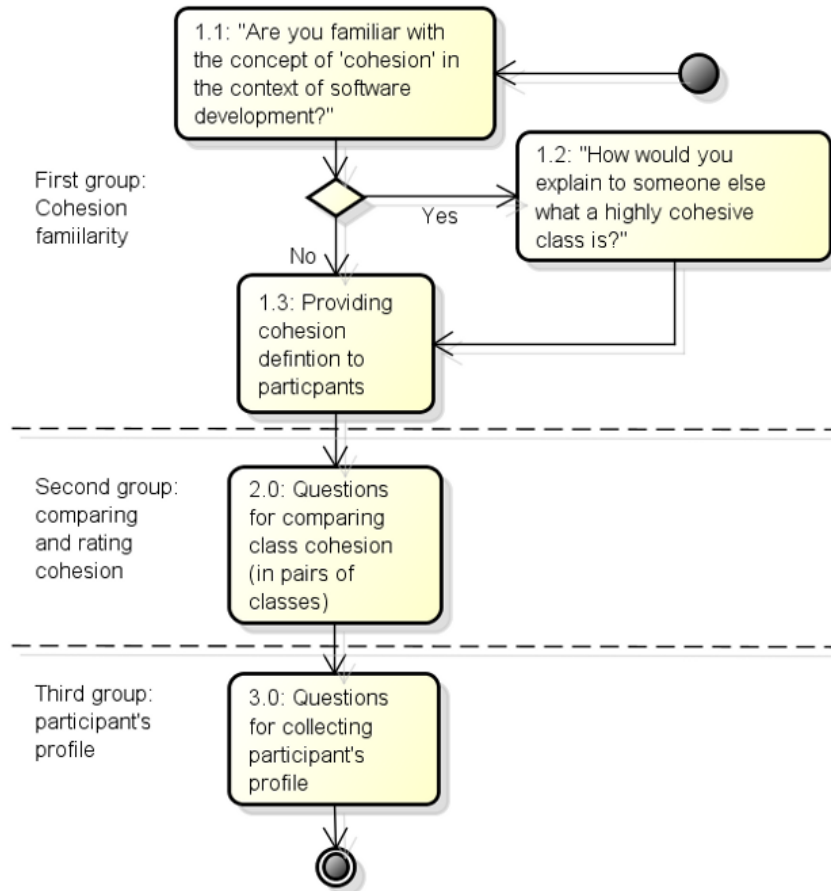 1.1: "Are you familiar with
the concept of 'cohesion' in
the context of software
development?"
First group:
Cohesion
famiilarity
Yes
1.2: "How would you
explain to someone else
what a highly cohesive
class is?"
No
1.3: Providing
cohesion
defintion to
particpants
Second group:
comparing
and rating
cohesion
2.0: Questions
for comparing
class cohesion
(in pairs of
classes)
Third group:
participant's
profile
3.0: Questions
for collecting
participant's
profile